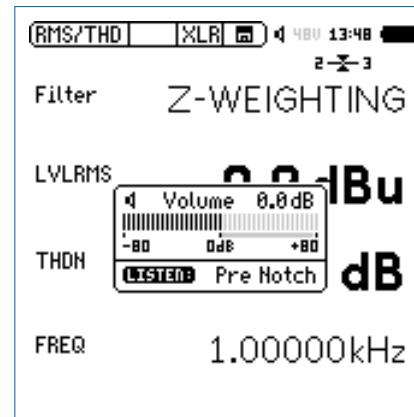 RMS/THD XLR 48V 13:48
2 3
Filter Z-WEIGHTING
LVLRMS dBu
Volume 0.0dB
-80 0dB +80
THDN dB
LISTEN: Pre Notch
FREQ 1.00000kHz